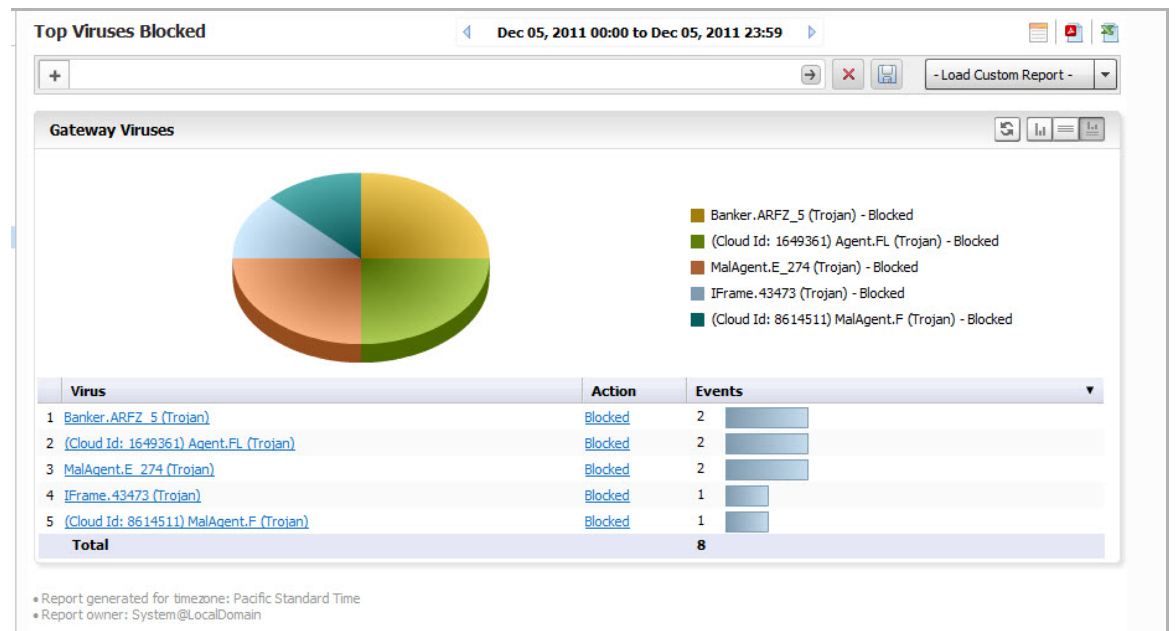 Top Viruses Blocked
Dec 05, 2011 00:00 to Dec 05, 2011 23:59
- Load Custom Report -
Gateway Viruses
Banker.ARFZ_5 (Trojan) - Blocked
(Cloud Id: 1649361) Agent.FL (Trojan) - Blocked
MalAgent.E_274 (Trojan) - Blocked
IFrame.43473 (Trojan) - Blocked
(Cloud Id: 8614511) MalAgent.F (Trojan) - Blocked
Virus Action Events
1 Banker.ARFZ_5 (Trojan) Blocked 2
2 (Cloud Id: 1649361) Agent.FL (Trojan) Blocked 2
3 MalAgent.E_274 (Trojan) Blocked 2
4 IFrame.43473 (Trojan) Blocked 1
5 (Cloud Id: 8614511) MalAgent.F (Trojan) Blocked 1
Total 8
• Report generated for timezone: Pacific Standard Time
• Report owner: System@LocalDomain